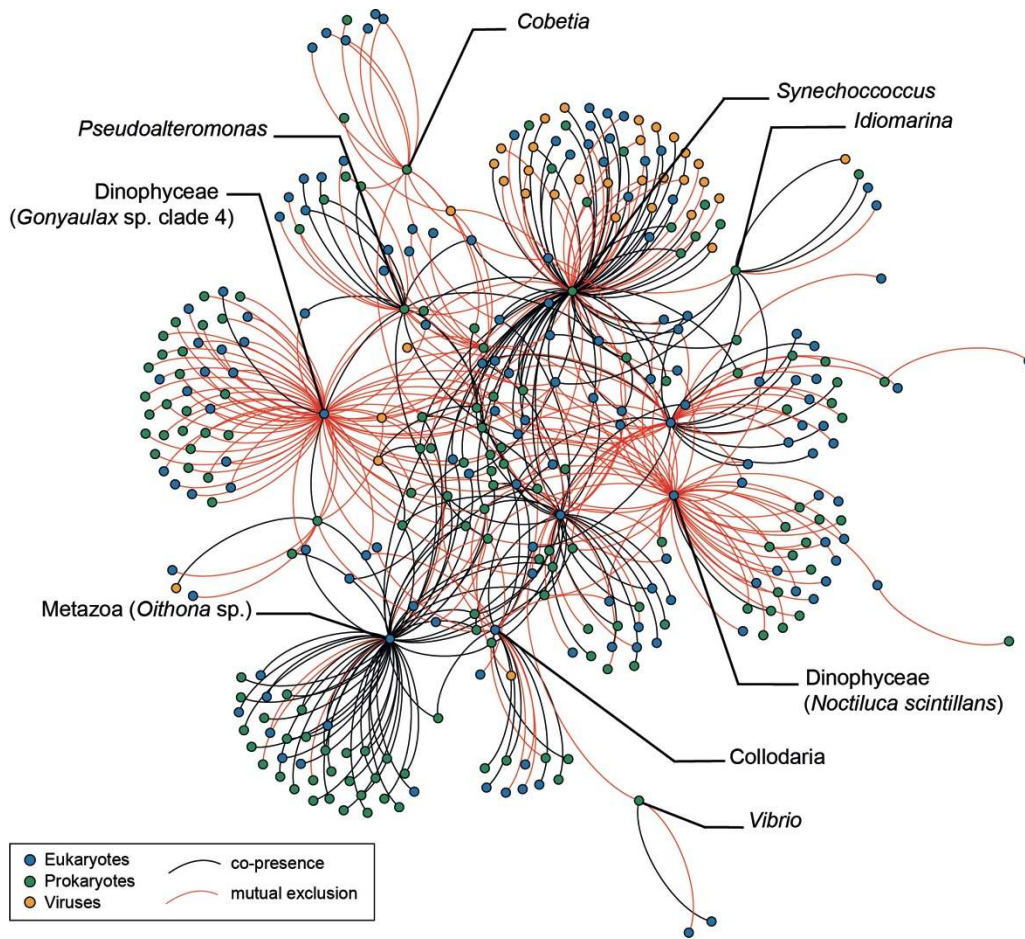 Cobetia
Synechoccoccus
Idiomarina
Pseudoalteromonas
Dinophyceae
(Gonyaulax sp. clade 4)
Metazoa (Oithona sp.)
Dinophyceae
(Noctiluca scintillans)
Collodaria
Vibrio
Eukaryotes
Prokaryotes
Viruses
co-presence
mutual exclusion